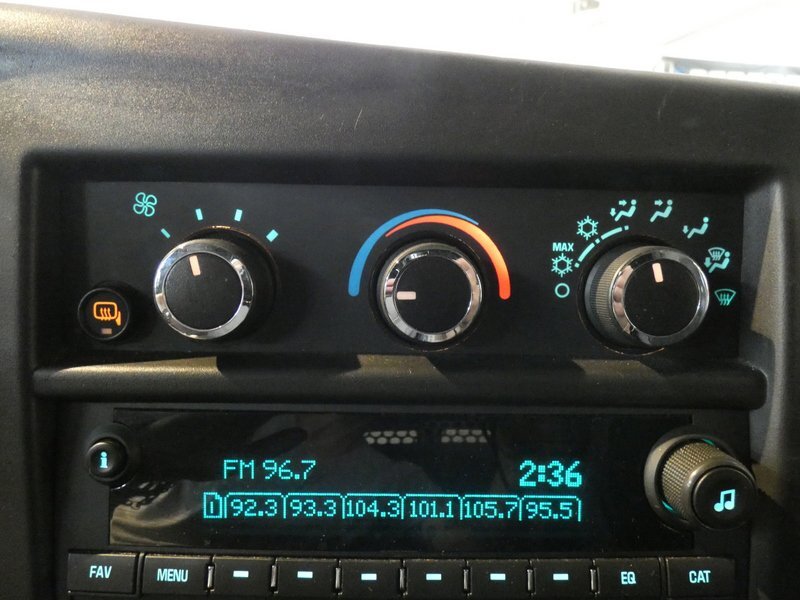 MAX
i
FM 96.7 2:36
1 92.3 93.3 104.3 101.1 105.7 95.5
FAV MENU EQ CAT